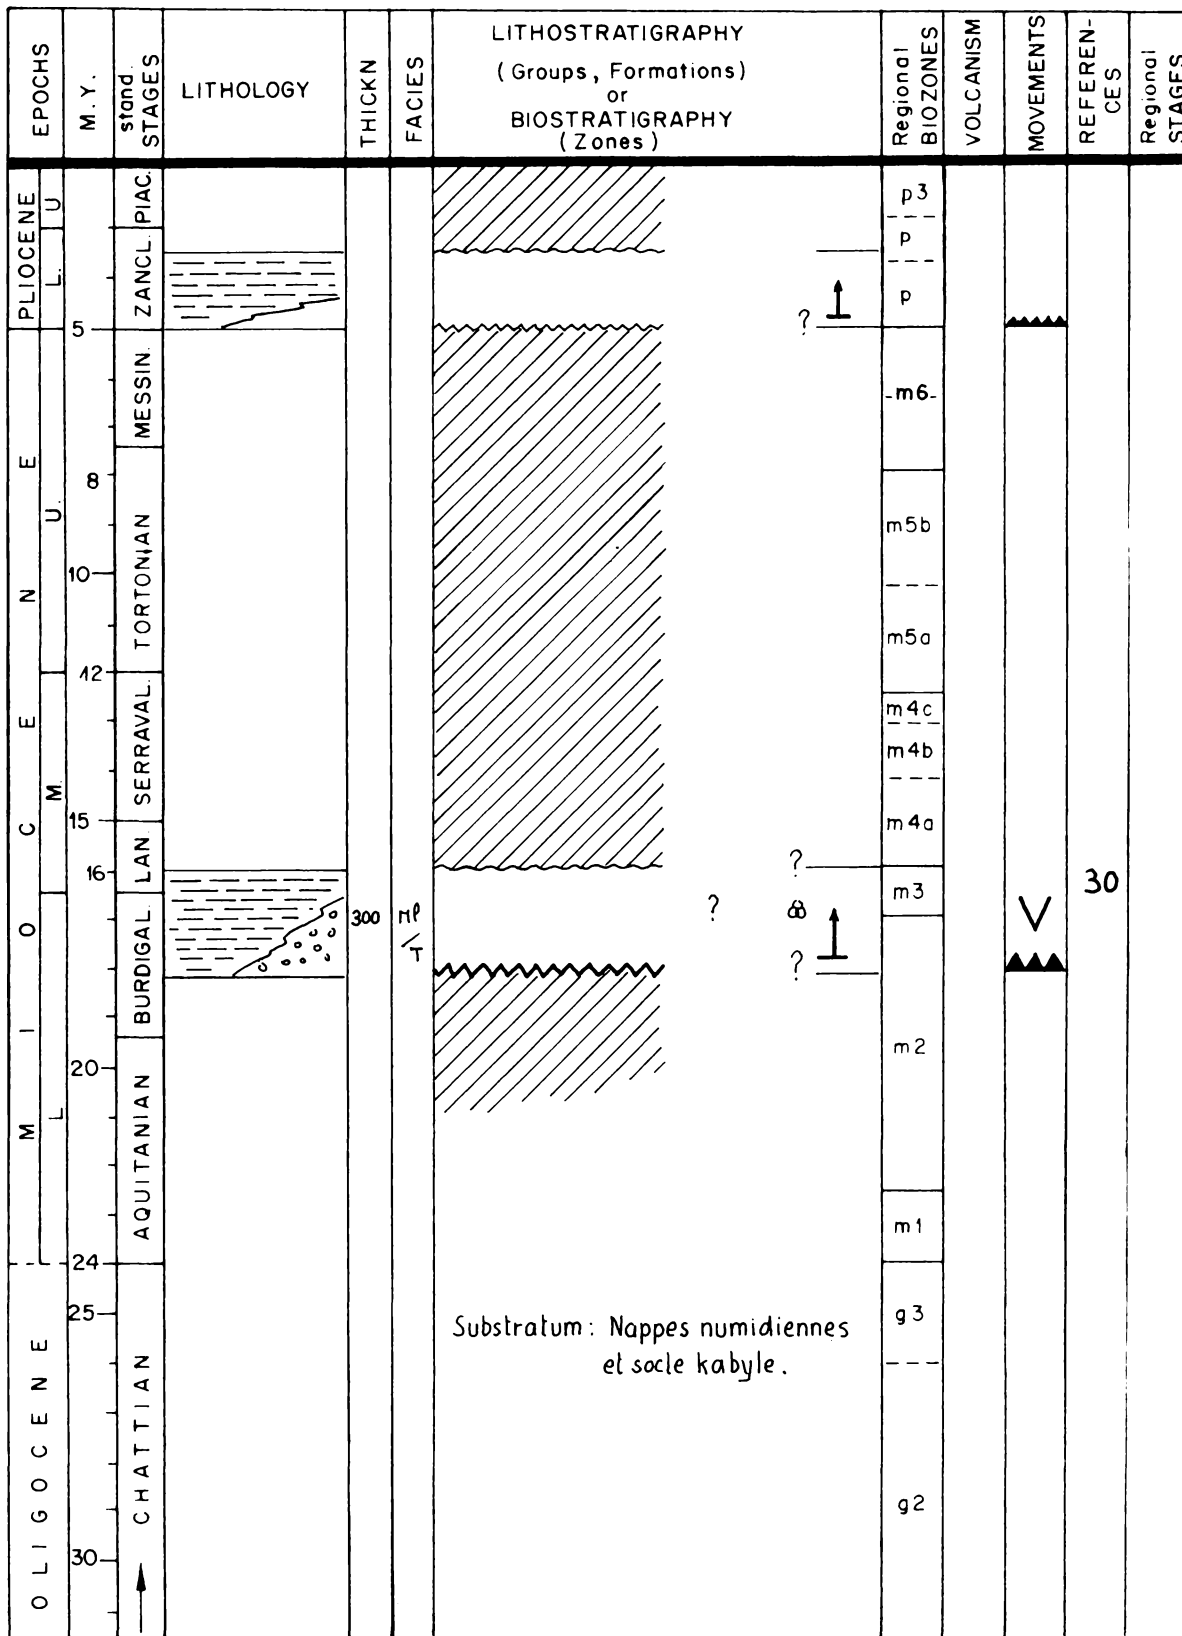 EPOCHS
M.Y.
stand.
STAGES
LITHOLOGY
THICKN
FACIES
LITHOSTRATIGRAPHY
(Groups, Formations)
or
BIOSTRATIGRAPHY
(Zones)
Regional
BIOZONES
VOLCANISM
MOVEMENTS
REFEREN-
CES
Regional
STAGES
PLIOCENE
U
L.
PIAC.
ZANCL.
p3
p
p
?
5
MIOCENE
U.
MESSIN.
m6
8
TORTONIAN
m5b
10
m5a
12
M.
SERRAVAL.
m4c
m4b
15
m4a
LAN.
16
?
m3
30
L
BURDIGAL.
300
MP
/
T
?
?
m2
20
AQUITANIAN
m1
24
OLIGOCENE
25
CHATTIAN
g3
Substratum: Nappes numidiennes
et socle kabyle.
g2
30